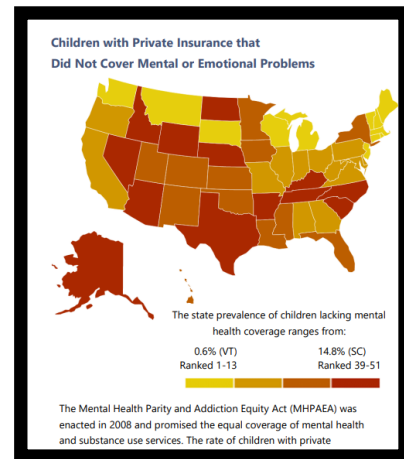 Children with Private Insurance that
Did Not Cover Mental or Emotional Problems
The state prevalence of children lacking mental
health coverage ranges from:
0.6% (VT) 14.8% (SC)
Ranked 1-13 Ranked 39-51
The Mental Health Parity and Addiction Equity Act (MHPAEA) was
enacted in 2008 and promised the equal coverage of mental health
and substance use services. The rate of children with private